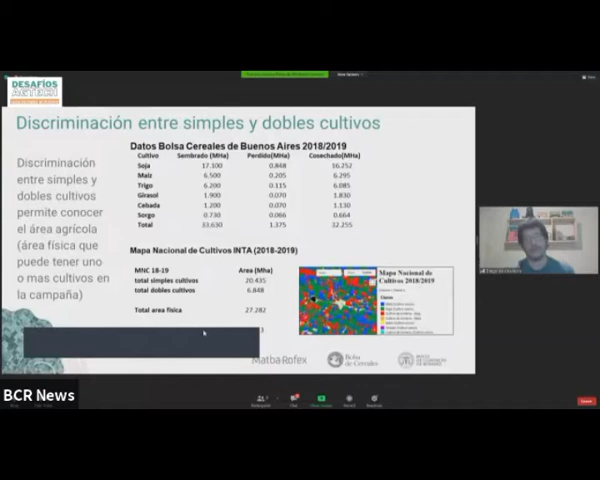 DESAFÍOS
AGTECH
Discriminación entre simples y dobles cultivos
Discriminación
entre simples y
dobles cultivos
permite conocer
el área agrícola
(área física que
puede tener uno
o mas cultivos en
la campaña)
Datos Bolsa Cereales de Buenos Aires 2018/2019
Cultivo Sembrado (MHa) Perdido(MHa) Cosechado(MHa)
Soja 17.100 0.848 16.252
Maíz 6.500 0.205 6.295
Trigo 6.200 0.115 6.085
Girasol 1.900 0.070 1.830
Cebada 1.200 0.070 1.130
Sorgo 0.730 0.066 0.664
Total 33.630 1.375 32.255
Mapa Nacional de Cultivos INTA (2018-2019)
MNC 18-19 Area (Mha)
total simples cultivos 20.435
total dobles cultivos 6.848
Total area física 27.282
3
Mapa Nacional de
Cultivos 2018/2019
MatbaRofex
Bolsa
de Cereales
BCR News